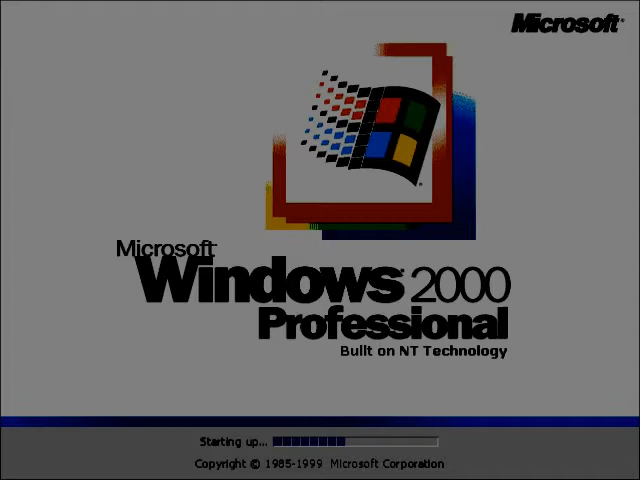 Microsoft®
Microsoft®
Windows® 2000
Professional
Built on NT Technology
Starting up...
Copyright © 1985-1999 Microsoft Corporation